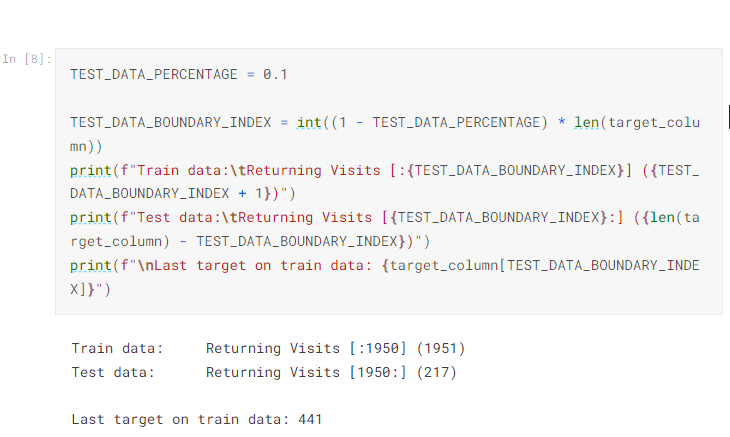 In [8]:
TEST_DATA_PERCENTAGE = 0.1
TEST_DATA_BOUNDARY_INDEX = int((1 - TEST_DATA_PERCENTAGE) * len(target_colu
mn))
print(f"Train data:\tReturning Visits [:{TEST_DATA_BOUNDARY_INDEX}] ({TEST_
DATA_BOUNDARY_INDEX + 1})")
print(f"Test data:\tReturning Visits [{TEST_DATA_BOUNDARY_INDEX}:] ({len(ta
rget_column) - TEST_DATA_BOUNDARY_INDEX})")
print(f"\nLast target on train data: {target_column[TEST_DATA_BOUNDARY_INDE
X]}")
Train data:     Returning Visits [:1950] (1951)
Test data:      Returning Visits [1950:] (217)
Last target on train data: 441